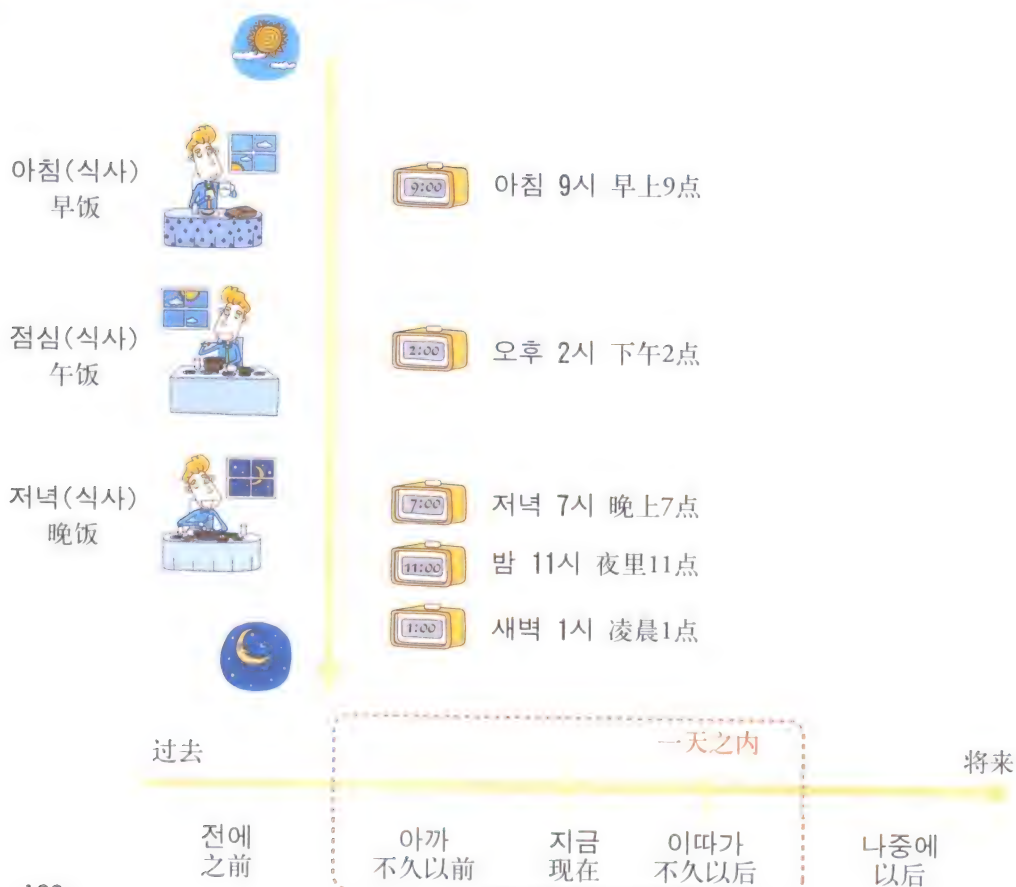 아침(식사)
早饭
9:00
아침 9시 早上9点
점심(식사)
午饭
2:00
오후 2시 下午2点
저녁(식사)
晚饭
7:00
저녁 7시 晚上7点
11:00
밤 11시 夜里11点
1:00
새벽 1시 凌晨1点
过去
一天之内
将来
전에
之前
아까
不久以前
지금
现在
이따가
不久以后
나중에
以后